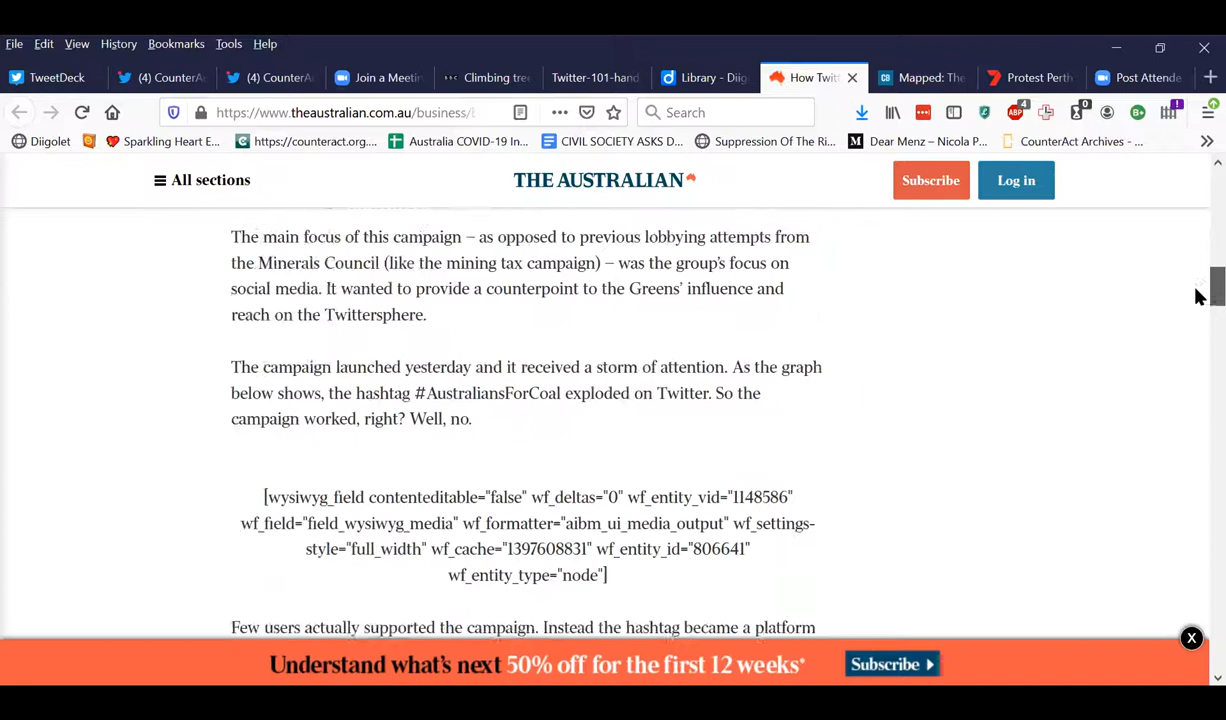 File Edit View History Bookmarks Tools Help
TweetDeck (4) CounterA (4) CounterA Join a Meeti Climbing tree Twitter-101-hand Library - Diig How Twit Mapped: The Protest Perth Post Attende
https://www.theaustralian.com.au/business/ Search 4 0 !
Diigolet Sparkling Heart E... https://counteract.org.... Australia COVID-19 In... CIVIL SOCIETY ASKS D... Suppression Of The Ri... Dear Menz – Nicola P... CounterAct Archives - ...
All sections THE AUSTRALIAN Subscribe Log in
The main focus of this campaign – as opposed to previous lobbying attempts from
the Minerals Council (like the mining tax campaign) – was the group's focus on
social media. It wanted to provide a counterpoint to the Greens' influence and
reach on the Twittersphere.
The campaign launched yesterday and it received a storm of attention. As the graph
below shows, the hashtag #AustraliansForCoal exploded on Twitter. So the
campaign worked, right? Well, no.
[wysiwyg_field contenteditable="false" wf_deltas="0" wf_entity_vid="1148586"
wf_field="field_wysiwyg_media" wf_formatter="aibm_ui_media_output" wf_settings-
style="full_width" wf_cache="1397608831" wf_entity_id="806641"
wf_entity_type="node"]
Few users actually supported the campaign. Instead the hashtag became a platform
X
Understand what's next 50% off for the first 12 weeks* Subscribe